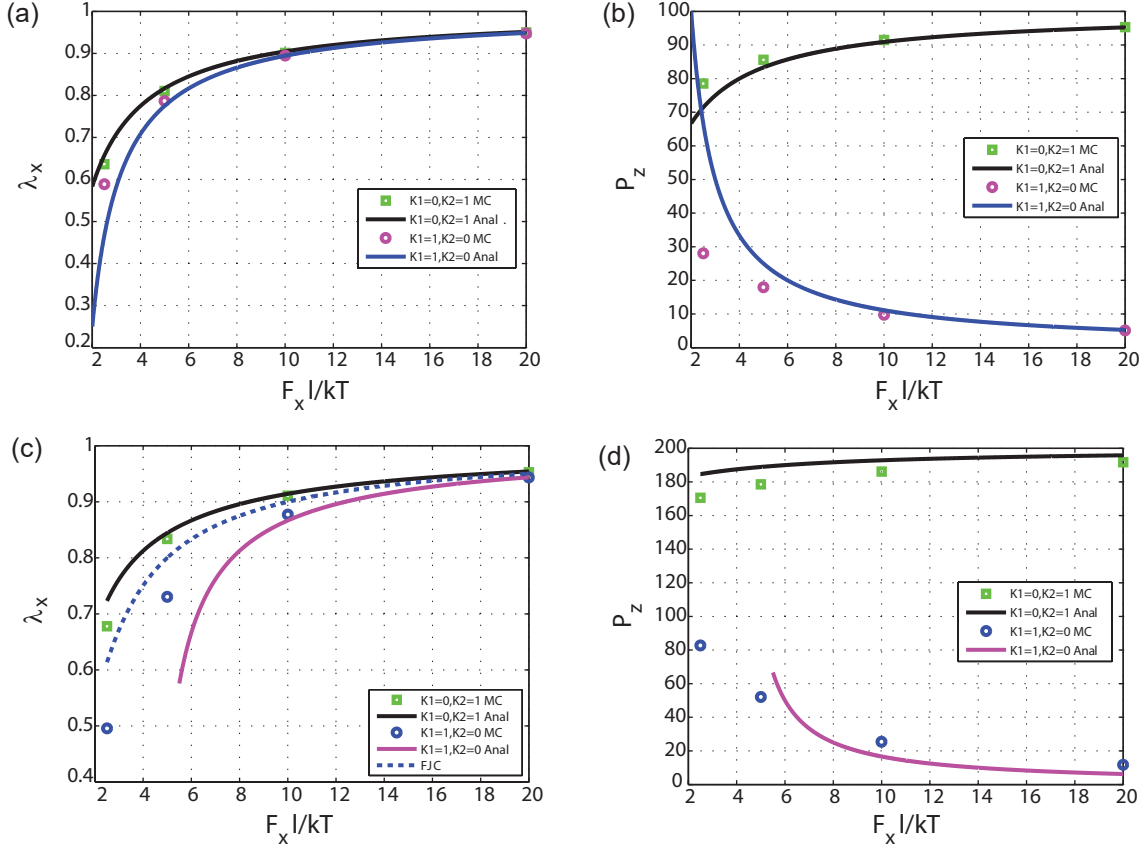 (a)
1
0.9
0.8
0.7
0.6
0.5
0.4
0.3
0.2
λx
2 4 6 8 10 12 14 16 18 20
Fx l/kT
K1=0,K2=1 MC
K1=0,K2=1 Anal .
K1=1,K2=0 MC
K1=1,K2=0 Anal
(b)
100
90
80
70
60
50
40
30
20
10
0
Pz
2 4 6 8 10 12 14 16 18 20
Fx l/kT
K1=0,K2=1 MC
K1=0,K2=1 Anal
K1=1,K2=0 MC
K1=1,K2=0 Anal
(c)
1
0.9
0.8
0.7
0.6
0.5
0.4
λx
2 4 6 8 10 12 14 16 18 20
Fx l/kT
K1=0,K2=1 MC
K1=0,K2=1 Anal
K1=1,K2=0 MC
K1=1,K2=0 Anal
FJC
(d)
200
180
160
140
120
100
80
60
40
20
0
Pz
2 4 6 8 10 12 14 16 18 20
Fx l/kT
K1=0,K2=1 MC
K1=0,K2=1 Anal
K1=1,K2=0 MC
K1=1,K2=0 Anal